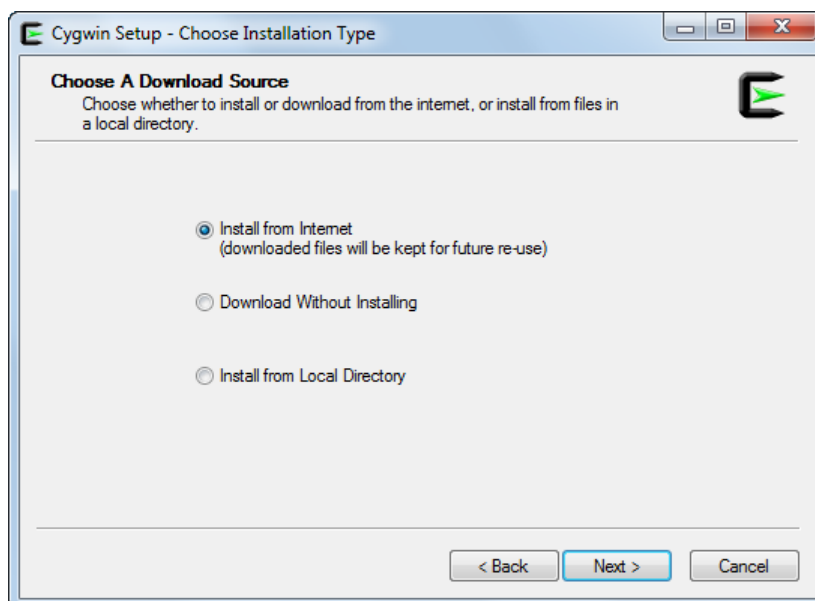 Cygwin Setup - Choose Installation Type
Choose A Download Source
Choose whether to install or download from the internet, or install from files in
a local directory.
Install from Internet
(downloaded files will be kept for future re-use)
Download Without Installing
Install from Local Directory
< Back
Next >
Cancel